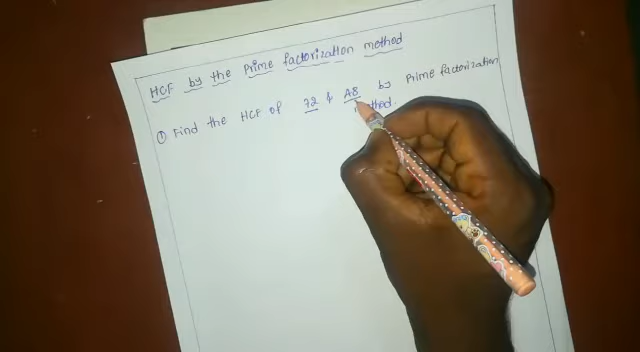 HCF by the Prime factorization method
① Find the HCF of 72 & 48 by Prime factorization
method.